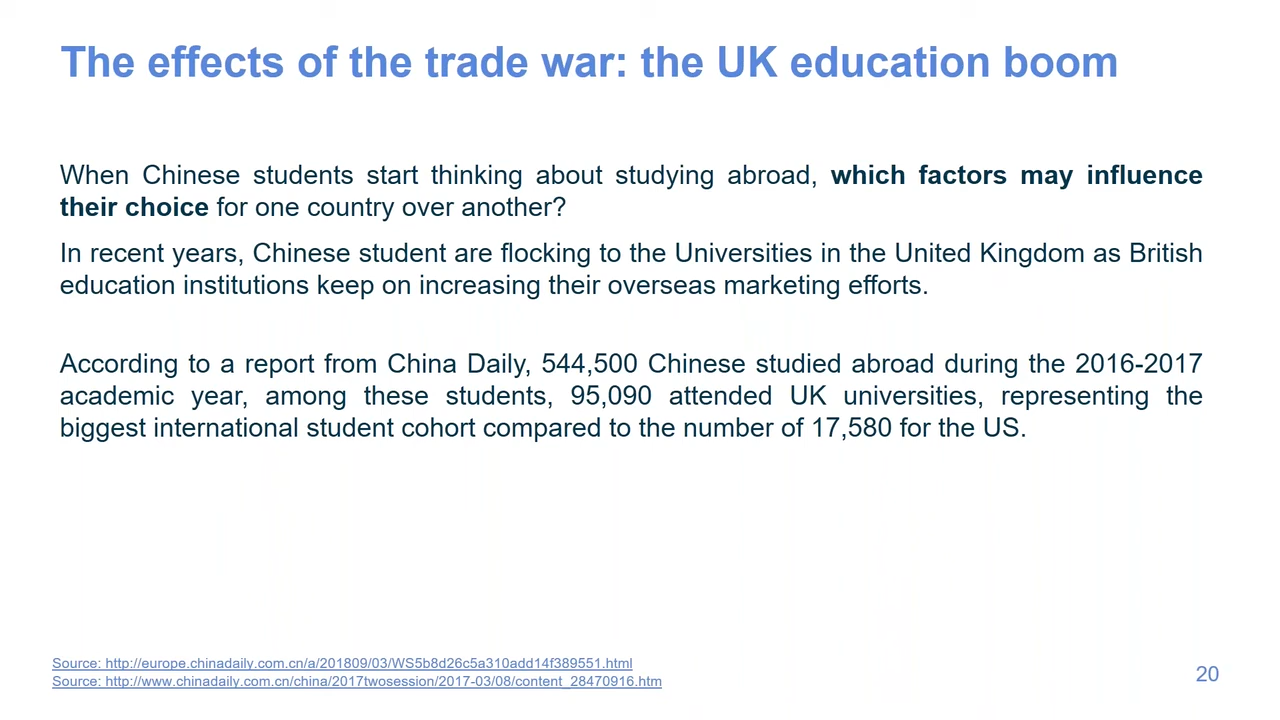 The effects of the trade war: the UK education boom
When Chinese students start thinking about studying abroad, which factors may influence
their choice for one country over another?
In recent years, Chinese student are flocking to the Universities in the United Kingdom as British
education institutions keep on increasing their overseas marketing efforts.
According to a report from China Daily, 544,500 Chinese studied abroad during the 2016-2017
academic year, among these students, 95,090 attended UK universities, representing the
biggest international student cohort compared to the number of 17,580 for the US.
Source: http://europe.chinadaily.com.cn/a/201809/03/WS5b8d26c5a310add14f389551.html
Source: http://www.chinadaily.com.cn/china/2017twosession/2017-03/08/content_28470916.htm
20